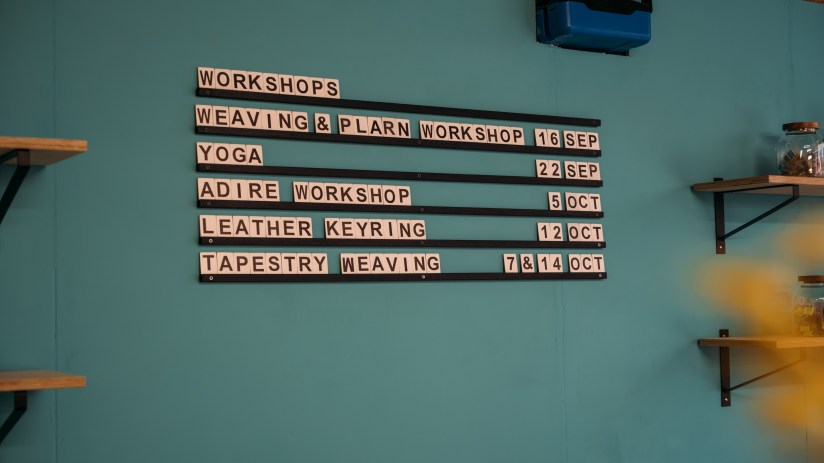 WORKSHOPS
WEAVING & PLARN WORKSHOP 16 SEP
YOGA 22 SEP
ADIRE WORKSHOP 5 OCT
LEATHER KEYRING 12 OCT
TAPESTRY WEAVING 7 & 14 OCT